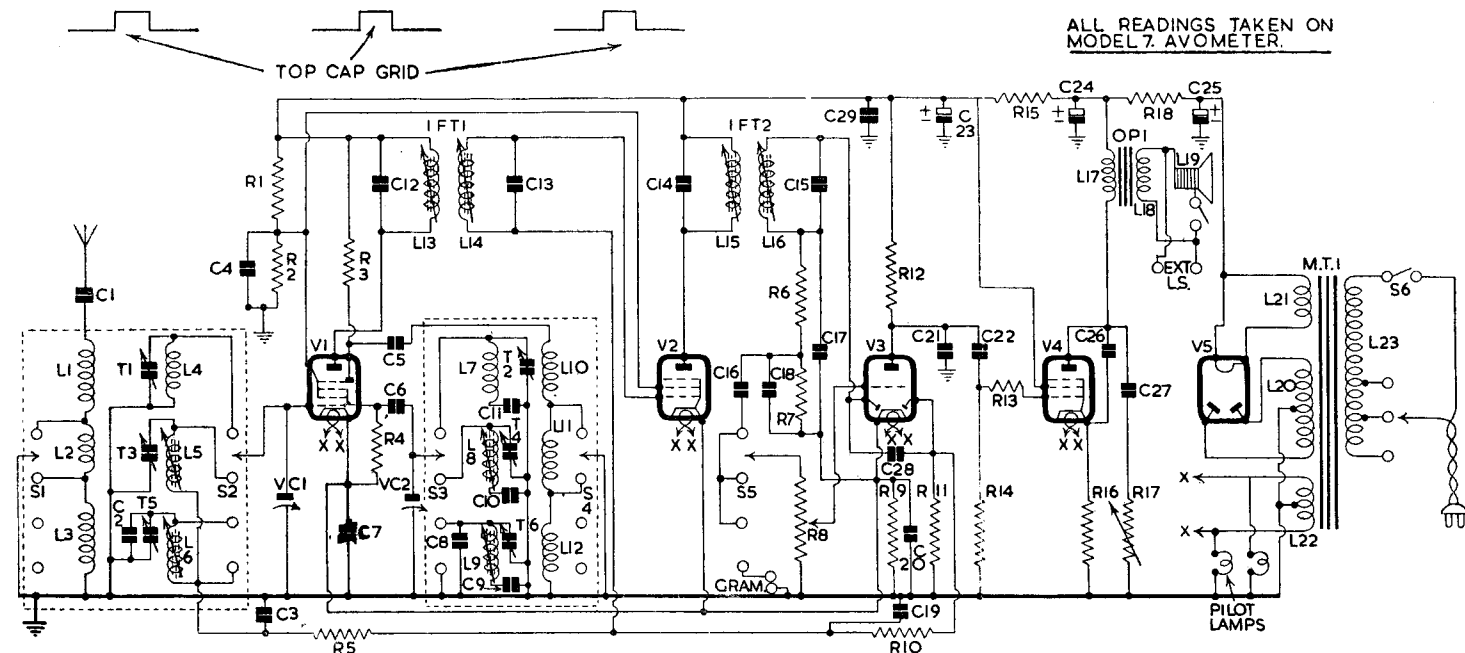 ALL READINGS TAKEN ON
MODEL 7. AVOMETER.
TOP CAP GRID
C24 C25
IFT1 IFT2 C29 C23 R15 R18
OP1
R1 C12 C13 C14 C15 L17 L19
L18
L13 L14 L15 L16 R12 EXT L.S. M.T.1
C4 R2 R3 R6 L21 S6
C1 L23
V1 C5 V2 C17 V3 C21 C22 V4 C26 V5
L1 T1 L4 C6 L7 T2 L10 C16 C18 R7 R13 C27 L20
C11 T4 L11
X X X X X X X X
L2 T3 L5 R4 L8 C28
S1 S2 VC1 VC2 S3 C10 S4 S5 R19 R11 R14 R16 R17 X
L3 C2 T5 L6 C7 C8 L9 T6 L12 R8 C20 X L22
C9 GRAM.
C3 C19 PILOT
LAMPS
R5 R10